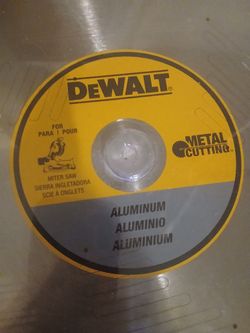 DEWALT®
FOR
PARA | POUR
MITER SAW
SIERRA INGLETADORA
SCIE À ONGLETS
METAL
CUTTING
ALUMINUM
ALUMINIO
ALUMINIUM